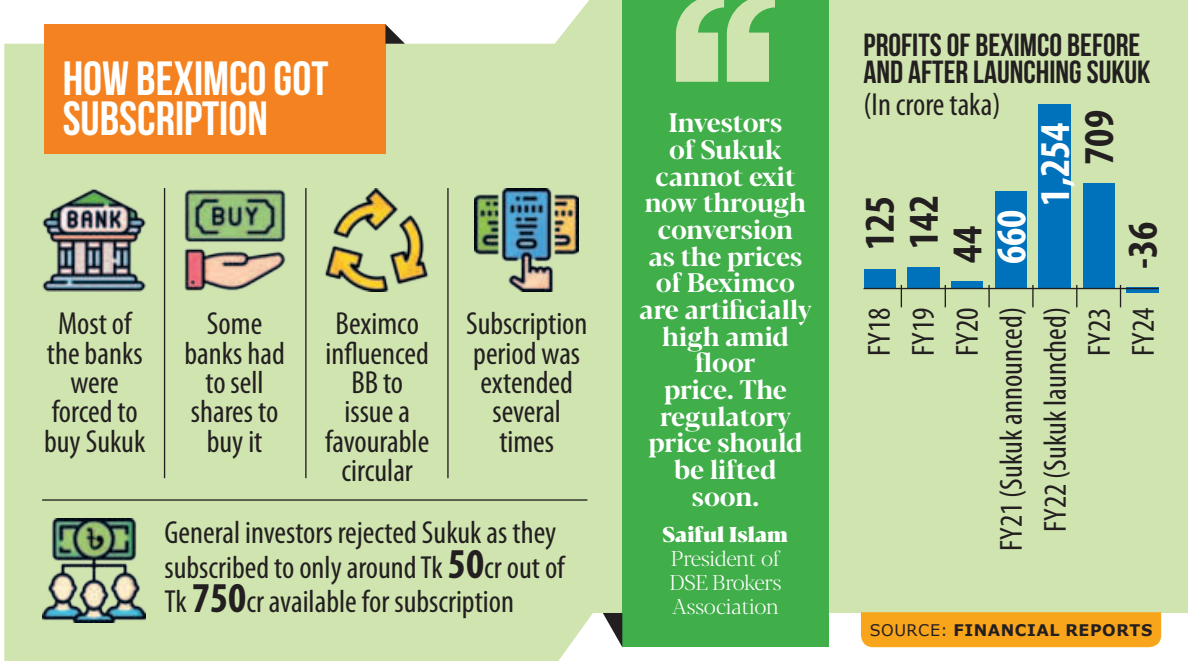 HOW BEXIMCO GOT
SUBSCRIPTION
BANK
Most of
the banks
were
forced to
buy Sukuk
BUY
Some
banks had
to sell
shares to
buy it
Beximco
influenced
BB to
issue a
favourable
circular
Subscription
period was
extended
several
times
৳
General investors rejected Sukuk as they
subscribed to only around Tk 50cr out of
Tk 750cr available for subscription
“
Investors
of Sukuk
cannot exit
now through
conversion
as the prices
of Beximco
are artificially
high amid
floor
price. The
regulatory
price should
be lifted
soon.
Saiful Islam
President of
DSE Brokers
Association
PROFITS OF BEXIMCO BEFORE
AND AFTER LAUNCHING SUKUK
(In crore taka)
125
142
44
660
1,254
709
-36
FY18
FY19
FY20
FY21 (Sukuk announced)
FY22 (Sukuk launched)
FY23
FY24
SOURCE: FINANCIAL REPORTS